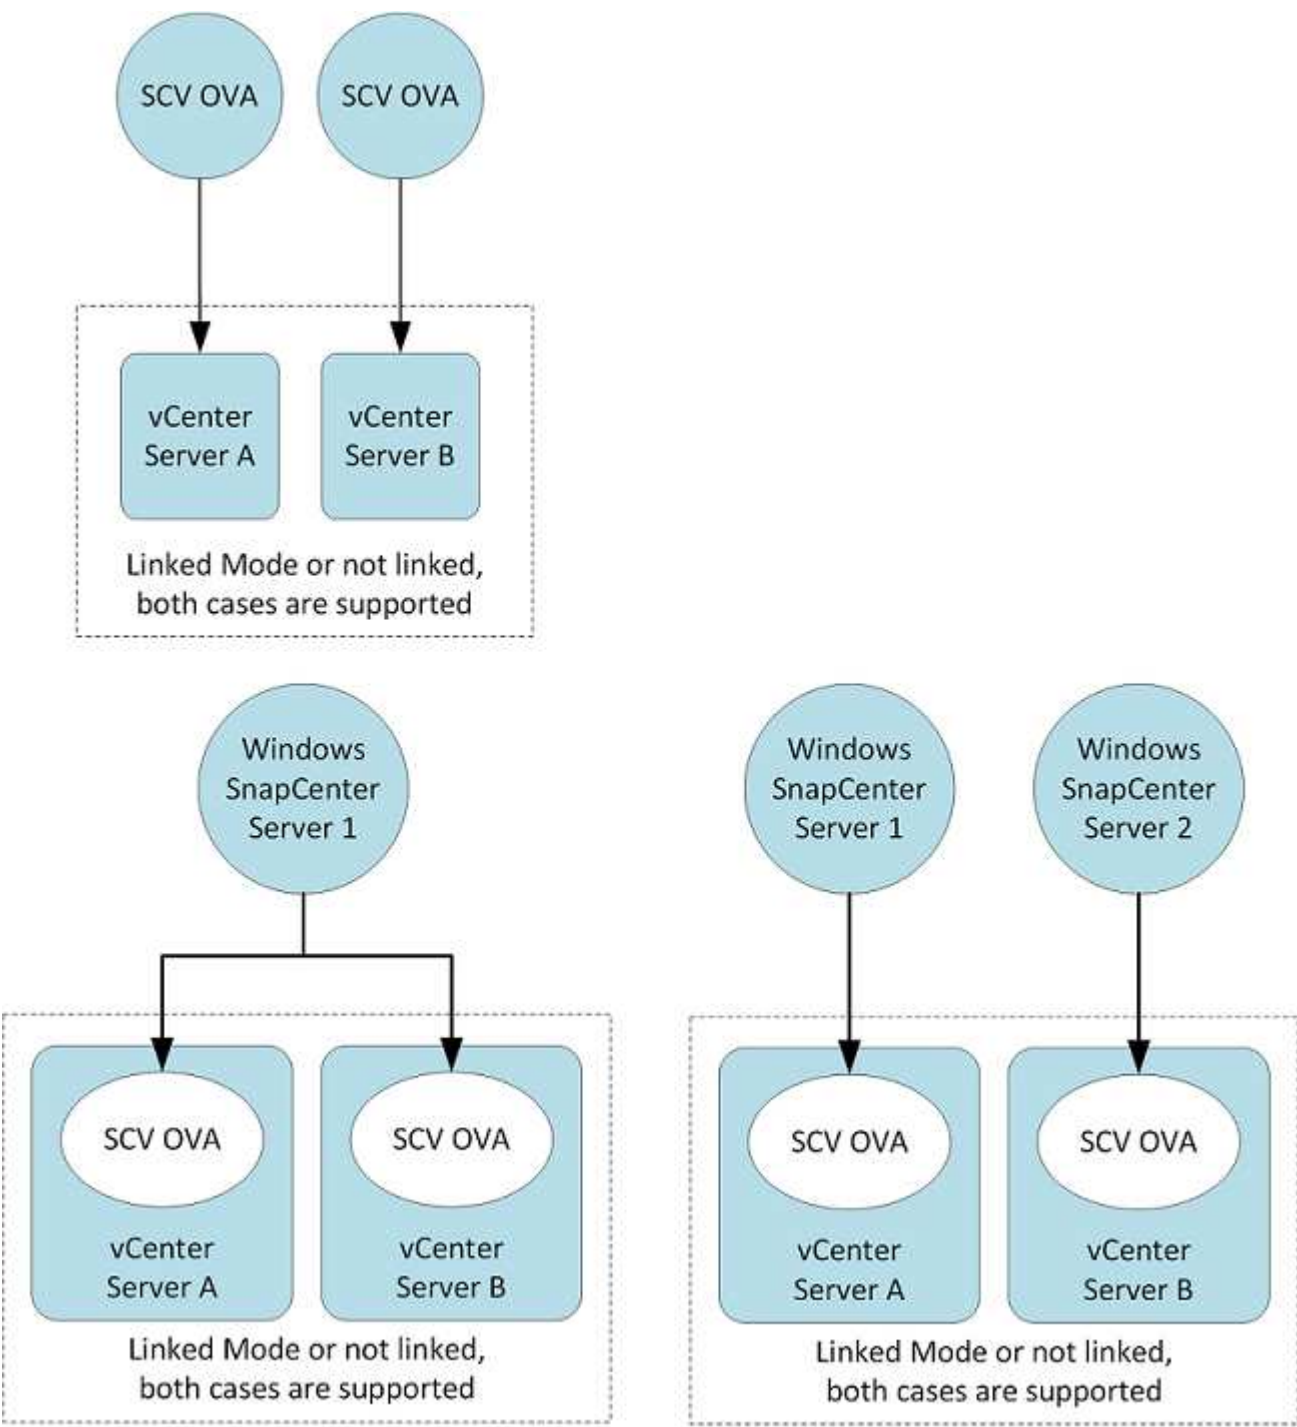 SCV OVA
SCV OVA
vCenter
Server A
vCenter
Server B
Linked Mode or not linked,
both cases are supported
Windows
SnapCenter
Server 1
SCV OVA
vCenter
Server A
SCV OVA
vCenter
Server B
Linked Mode or not linked,
both cases are supported
Windows
SnapCenter
Server 1
Windows
SnapCenter
Server 2
SCV OVA
vCenter
Server A
SCV OVA
vCenter
Server B
Linked Mode or not linked,
both cases are supported